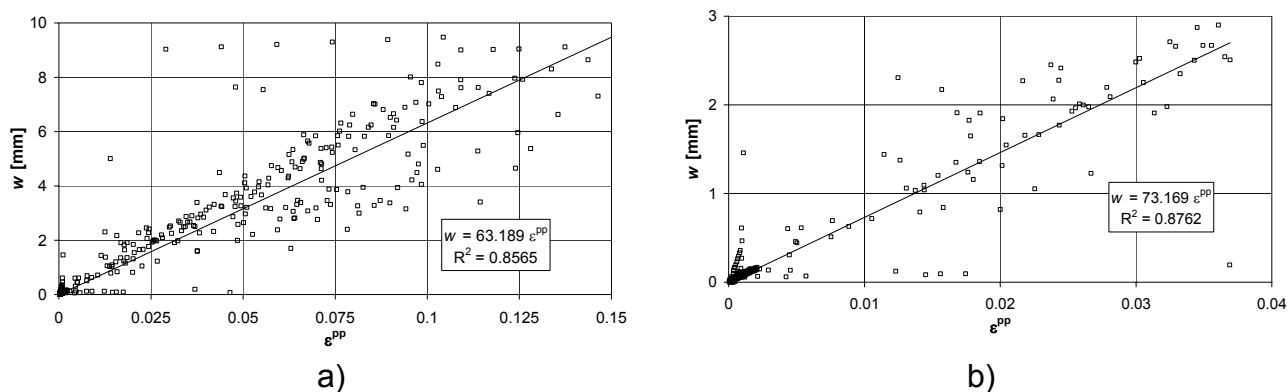 10
8
6
4
2
0
w [mm]
0
0.025
0.05
0.075
0.1
0.125
0.15
ε^pp
w = 63.189 ε^pp
R² = 0.8565
a)
3
2
1
0
w [mm]
0
0.01
0.02
0.03
0.04
ε^pp
w = 73.169 ε^pp
R² = 0.8762
b)